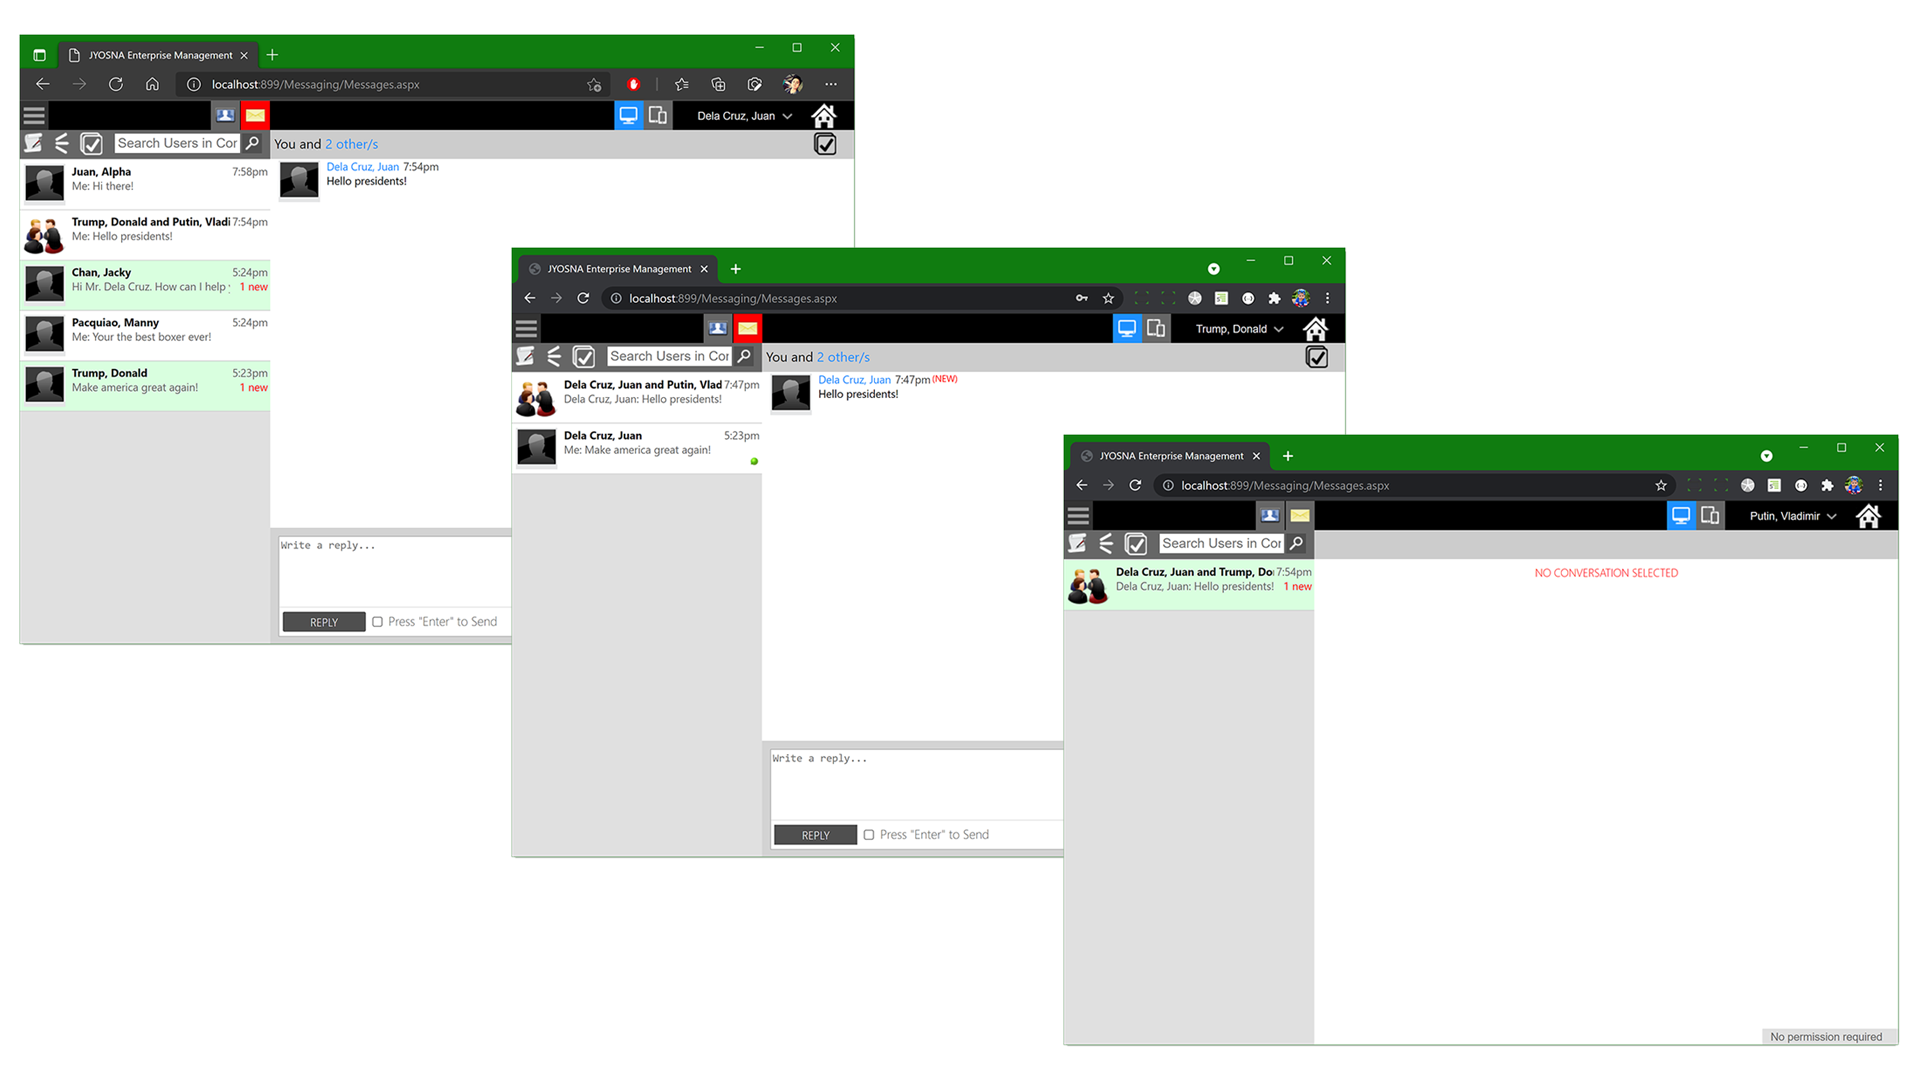 JYOSNA Enterprise Management
localhost:899/Messaging/Messages.aspx
Dela Cruz, Juan
Search Users in Cor
You and 2 other/s
Juan, Alpha 7:58pm
Me: Hi there!
Trump, Donald and Putin, Vladi 7:54pm
Me: Hello presidents!
Chan, Jacky 5:24pm
Hi Mr. Dela Cruz. How can I help 1 new
Pacquiao, Manny 5:24pm
Me: Your the best boxer ever!
Trump, Donald 5:23pm
Make america great again! 1 new
Dela Cruz, Juan 7:54pm
Hello presidents!
Write a reply...
REPLY Press "Enter" to Send
JYOSNA Enterprise Management
localhost:899/Messaging/Messages.aspx
Trump, Donald
Search Users in Cor
You and 2 other/s
Dela Cruz, Juan and Putin, Vlad 7:47pm
Dela Cruz, Juan: Hello presidents!
Dela Cruz, Juan 5:23pm
Me: Make america great again!
Dela Cruz, Juan 7:47pm (NEW)
Hello presidents!
Write a reply...
REPLY Press "Enter" to Send
JYOSNA Enterprise Management
localhost:899/Messaging/Messages.aspx
Putin, Vladimir
Search Users in Cor
Dela Cruz, Juan and Trump, Do 7:54pm
Dela Cruz, Juan: Hello presidents! 1 new
NO CONVERSATION SELECTED
No permission required